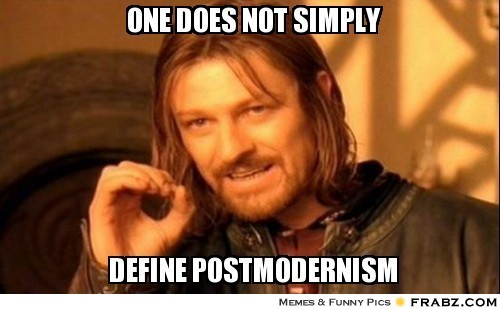 ONE DOES NOT SIMPLY
DEFINE POSTMODERNISM
MEMES & FUNNY PICS FRABZ.COM